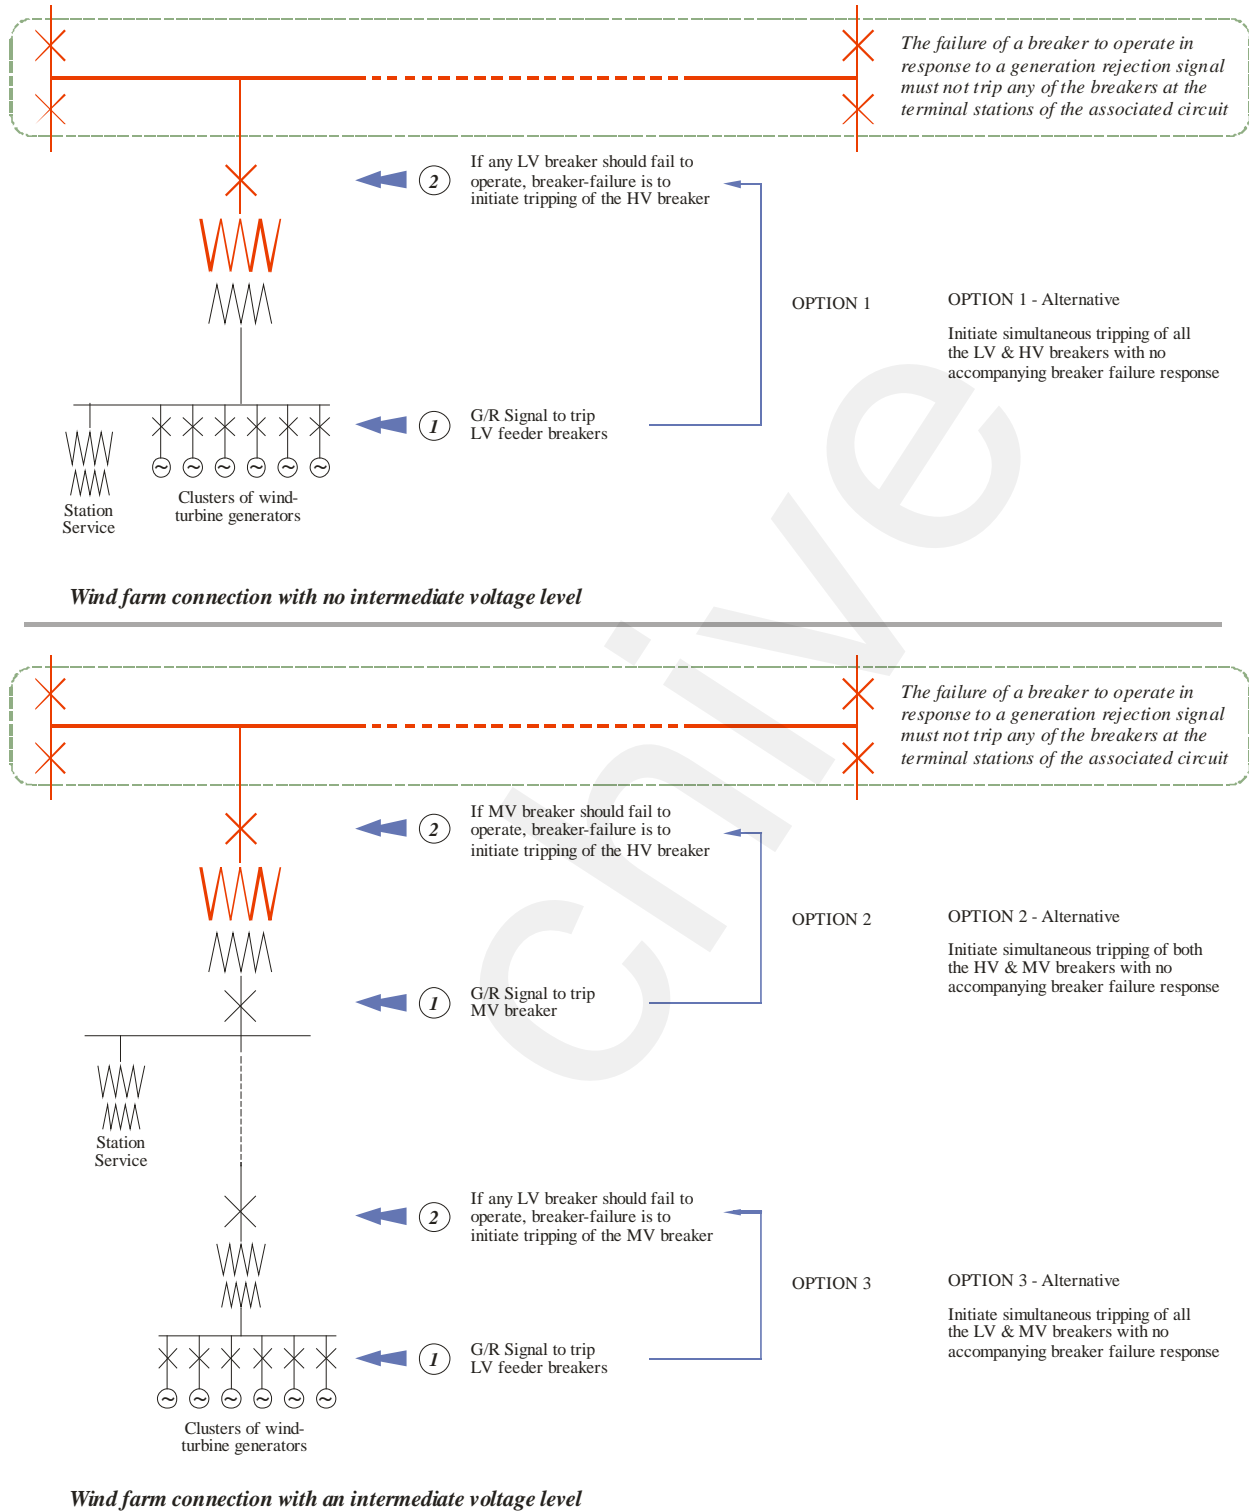 The failure of a breaker to operate in
response to a generation rejection signal
must not trip any of the breakers at the
terminal stations of the associated circuit
2
If any LV breaker should fail to
operate, breaker-failure is to
initiate tripping of the HV breaker
OPTION 1
OPTION 1 - Alternative
Initiate simultaneous tripping of all
the LV & HV breakers with no
accompanying breaker failure response
1
G/R Signal to trip
LV feeder breakers
Station
Service
Clusters of wind-
turbine generators
Wind farm connection with no intermediate voltage level
The failure of a breaker to operate in
response to a generation rejection signal
must not trip any of the breakers at the
terminal stations of the associated circuit
2
If MV breaker should fail to
operate, breaker-failure is to
initiate tripping of the HV breaker
OPTION 2
OPTION 2 - Alternative
Initiate simultaneous tripping of both
the HV & MV breakers with no
accompanying breaker failure response
1
G/R Signal to trip
MV breaker
Station
Service
2
If any LV breaker should fail to
operate, breaker-failure is to
initiate tripping of the MV breaker
OPTION 3
OPTION 3 - Alternative
Initiate simultaneous tripping of all
the LV & MV breakers with no
accompanying breaker failure response
1
G/R Signal to trip
LV feeder breakers
Clusters of wind-
turbine generators
Wind farm connection with an intermediate voltage level
chive